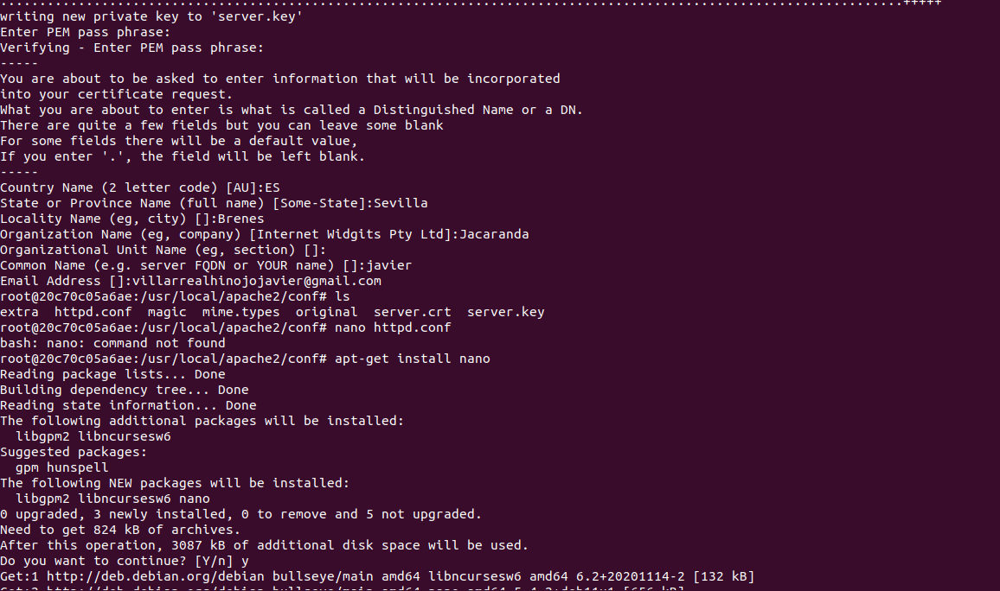 writing new private key to 'server.key'
Enter PEM pass phrase:
Verifying - Enter PEM pass phrase:
-----
You are about to be asked to enter information that will be incorporated
into your certificate request.
What you are about to enter is what is called a Distinguished Name or a DN.
There are quite a few fields but you can leave some blank
For some fields there will be a default value,
If you enter '.', the field will be left blank.
-----
Country Name (2 letter code) [AU]:ES
State or Province Name (full name) [Some-State]:Sevilla
Locality Name (eg, city) []:Brenes
Organization Name (eg, company) [Internet Widgits Pty Ltd]:Jacaranda
Organizational Unit Name (eg, section) []:
Common Name (e.g. server FQDN or YOUR name) []:javier
Email Address []:villarrealhinojojavier@gmail.com
root@20c70c05a6ae:/usr/local/apache2/conf# ls
extra  httpd.conf  magic  mime.types  original  server.crt  server.key
root@20c70c05a6ae:/usr/local/apache2/conf# nano httpd.conf
bash: nano: command not found
root@20c70c05a6ae:/usr/local/apache2/conf# apt-get install nano
Reading package lists... Done
Building dependency tree... Done
Reading state information... Done
The following additional packages will be installed:
  libgpm2 libncursesw6
Suggested packages:
  gpm hunspell
The following NEW packages will be installed:
  libgpm2 libncursesw6 nano
0 upgraded, 3 newly installed, 0 to remove and 5 not upgraded.
Need to get 824 kB of archives.
After this operation, 3087 kB of additional disk space will be used.
Do you want to continue? [Y/n] y
Get:1 http://deb.debian.org/debian bullseye/main amd64 libncursesw6 amd64 6.2+20201114-2 [132 kB]